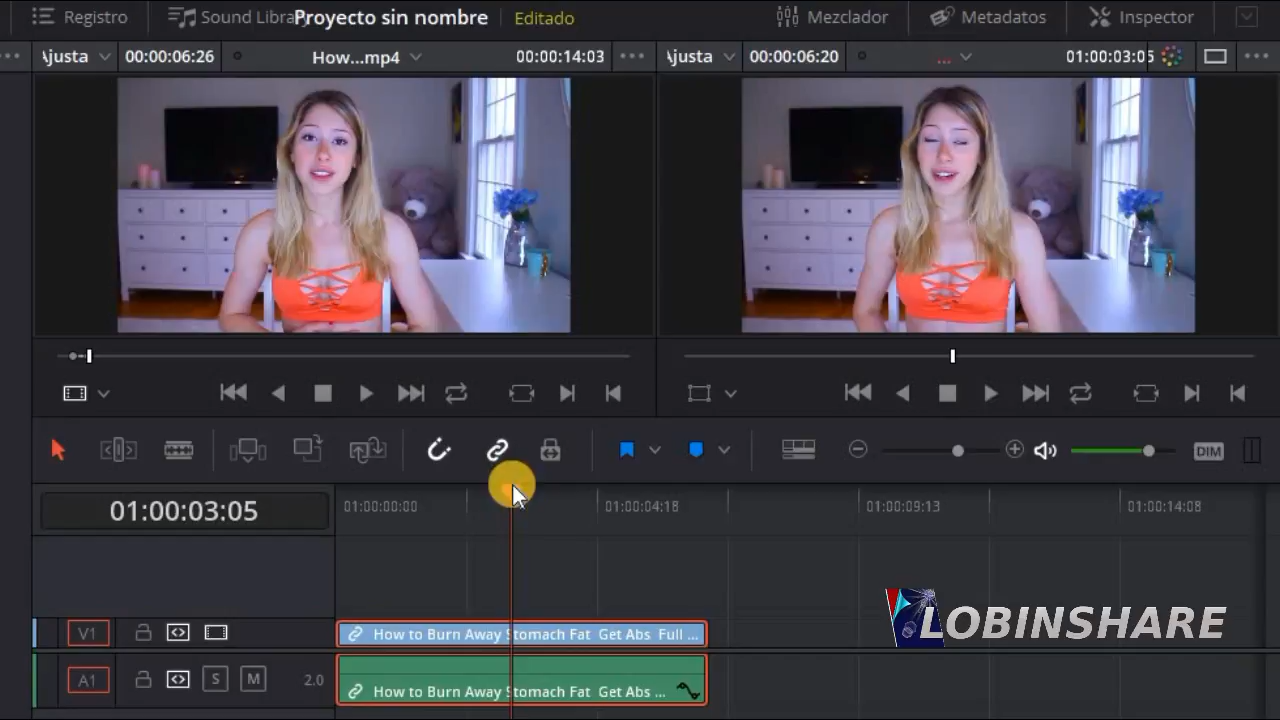 Registro Sound Libra Proyecto sin nombre Editado Mezclador Metadatos Inspector
Ajusta 00:00:06:26 How...mp4 00:00:14:03 ••• Ajusta 00:00:06:20 ... 01:00:03:05 •••
DIM
01:00:03:05 01:00:00:00 01:00:04:18 01:00:09:13 01:00:14:08
LOBINSHARE
V1 How to Burn Away Stomach Fat Get Abs Full ...
A1 S M 2.0 How to Burn Away Stomach Fat Get Abs ...